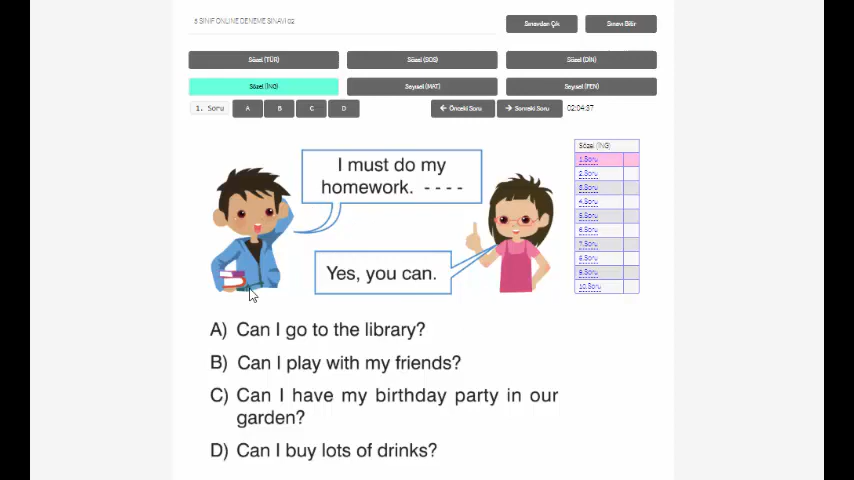 5 SINIF ONLINE DENEME SINAVI 02
Sınavdan Çık
Sınavı Bitir
Sözel (TÜR)
Sözel (SOS)
Sözel (DİN)
Sözel (İNG)
Sayısal (MAT)
Sayısal (FEN)
1. Soru
A
B
C
D
← Önceki Soru
→ Sonraki Soru
02:04:37
I must do my
homework. - - - -
Yes, you can.
Sözel (İNG)
1.Soru
2.Soru
3.Soru
4.Soru
5.Soru
6.Soru
7.Soru
8.Soru
9.Soru
10.Soru
A) Can I go to the library?
B) Can I play with my friends?
C) Can I have my birthday party in our
garden?
D) Can I buy lots of drinks?